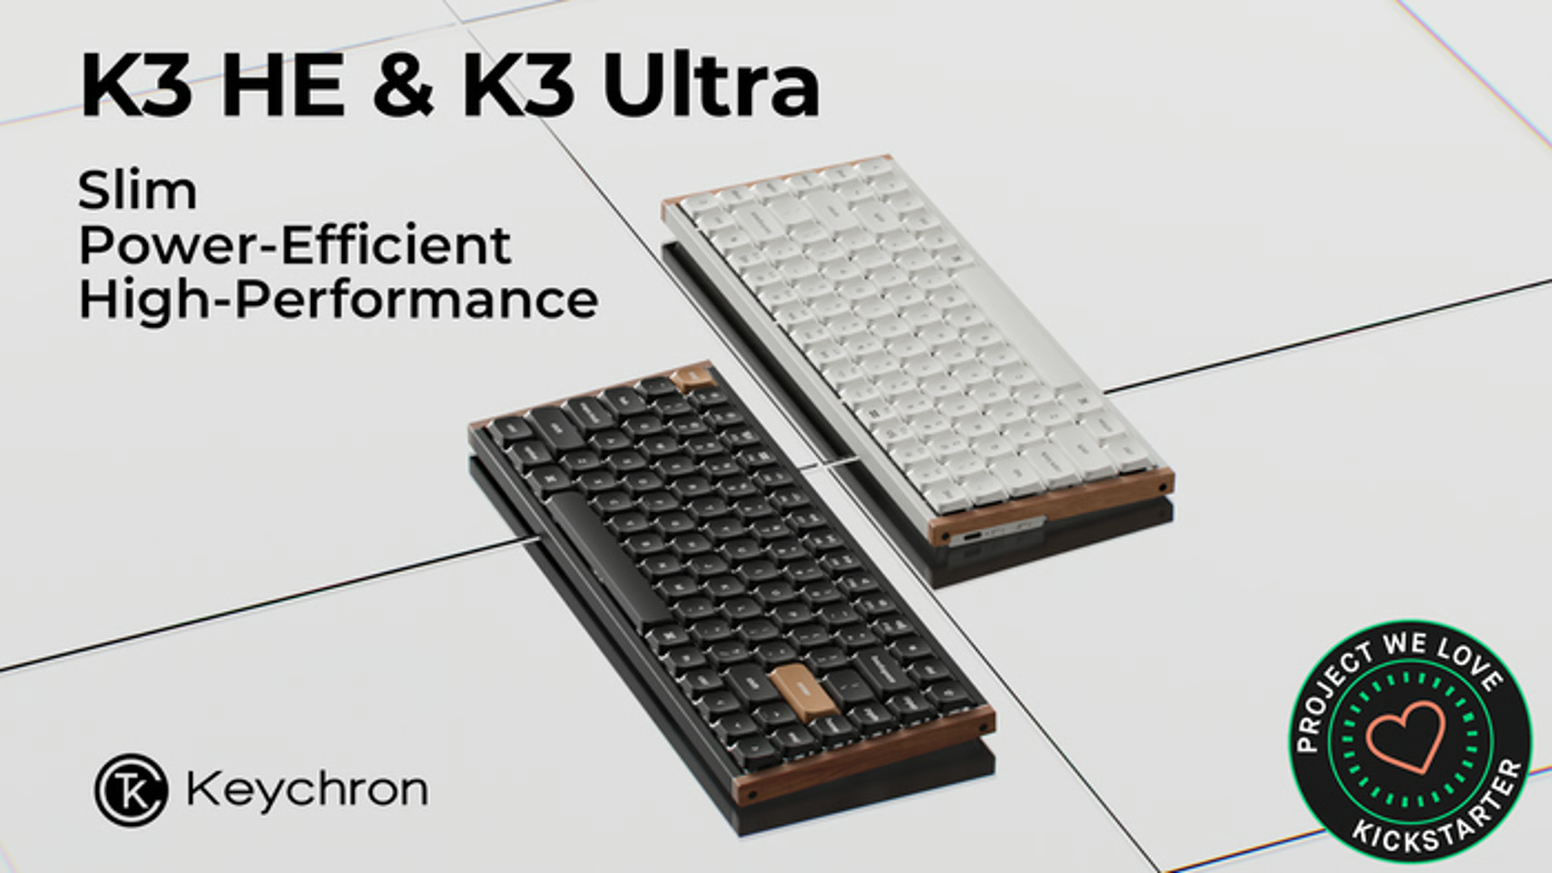 K3 HE & K3 Ultra
Slim
Power-Efficient
High-Performance
Keychron
PROJECT WE LOVE
KICKSTARTER